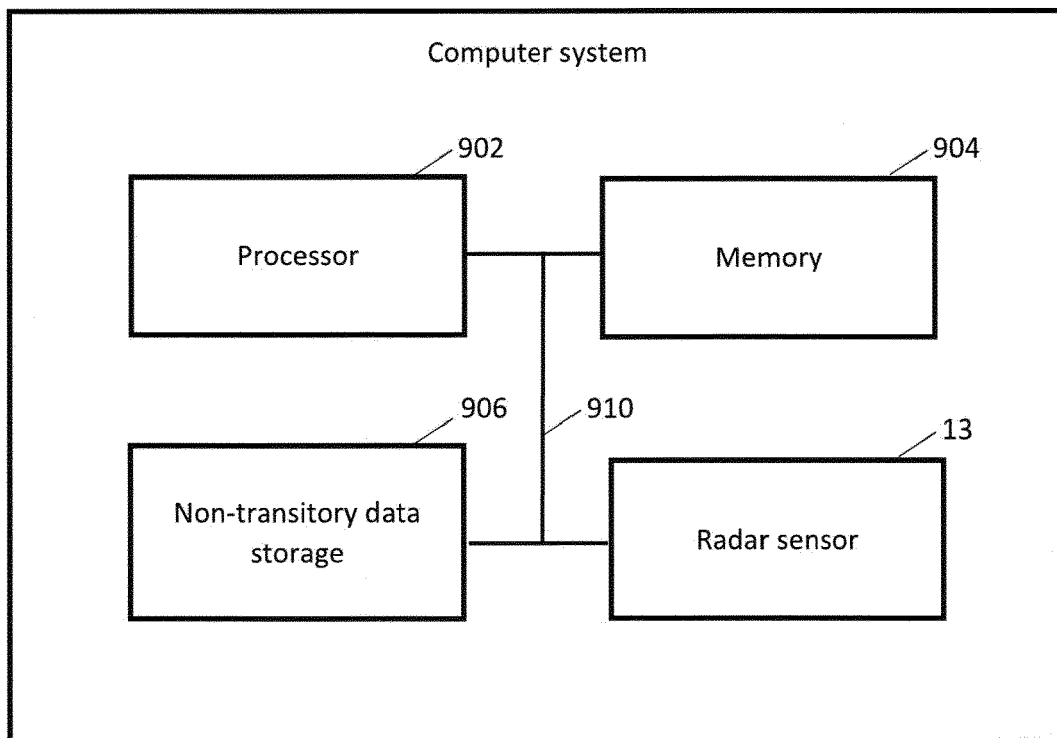 Computer system
902
904
Processor
Memory
906
910
13
Non-transitory data
storage
Radar sensor